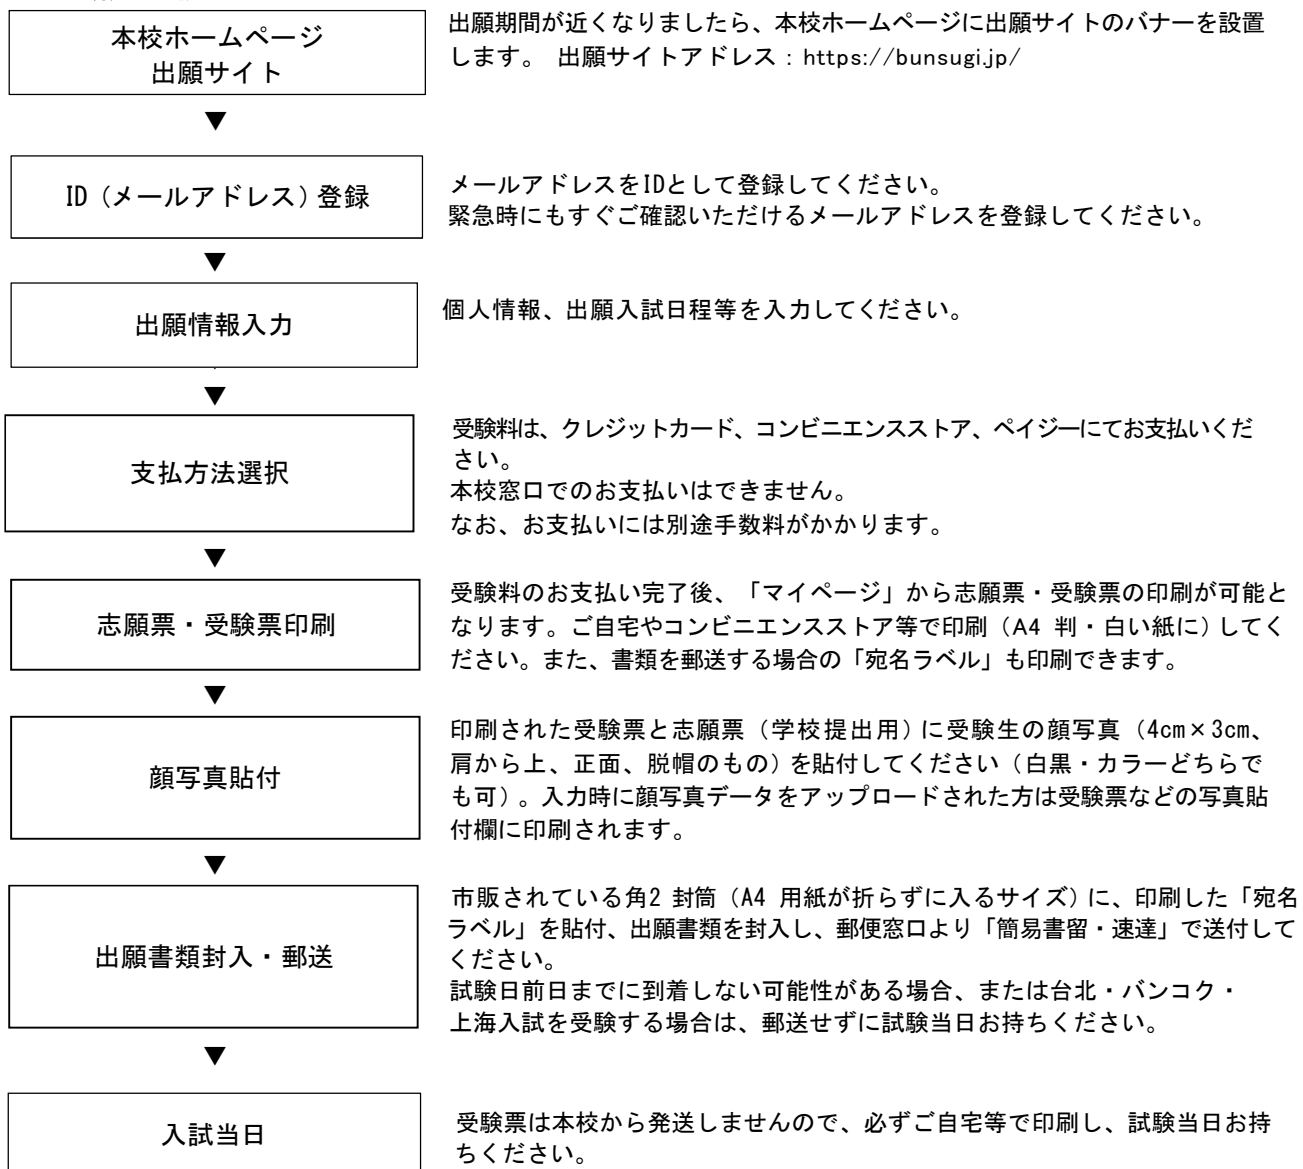 本校ホームページ
出願サイト
出願期間が近くなりましたら、本校ホームページに出願サイトのバナーを設置
します。 出願サイトアドレス：https://bunsugi.jp/
▼
ID（メールアドレス）登録
メールアドレスをIDとして登録してください。
緊急時にもすぐご確認いただけるメールアドレスを登録してください。
▼
出願情報入力
個人情報、出願入試日程等を入力してください。
▼
支払方法選択
受験料は、クレジットカード、コンビニエンスストア、ペイジーにてお支払いくだ
さい。
本校窓口でのお支払いはできません。
なお、お支払いには別途手数料がかかります。
▼
志願票・受験票印刷
受験料のお支払い完了後、「マイページ」から志願票・受験票の印刷が可能と
なります。ご自宅やコンビニエンスストア等で印刷（A4 判・白い紙に）してく
ださい。また、書類を郵送する場合の「宛名ラベル」も印刷できます。
▼
顔写真貼付
印刷された受験票と志願票（学校提出用）に受験生の顔写真（4cm×3cm、
肩から上、正面、脱帽のもの）を貼付してください（白黒・カラーどちらで
も可）。入力時に顔写真データをアップロードされた方は受験票などの写真貼
付欄に印刷されます。
▼
出願書類封入・郵送
市販されている角2 封筒（A4 用紙が折らずに入るサイズ）に、印刷した「宛名
ラベル」を貼付、出願書類を封入し、郵便窓口より「簡易書留・速達」で送付して
ください。
試験日前日までに到着しない可能性がある場合、または台北・バンコク・
上海入試を受験する場合は、郵送せずに試験当日お持ちください。
▼
入試当日
受験票は本校から発送しませんので、必ずご自宅等で印刷し、試験当日お持
ちください。